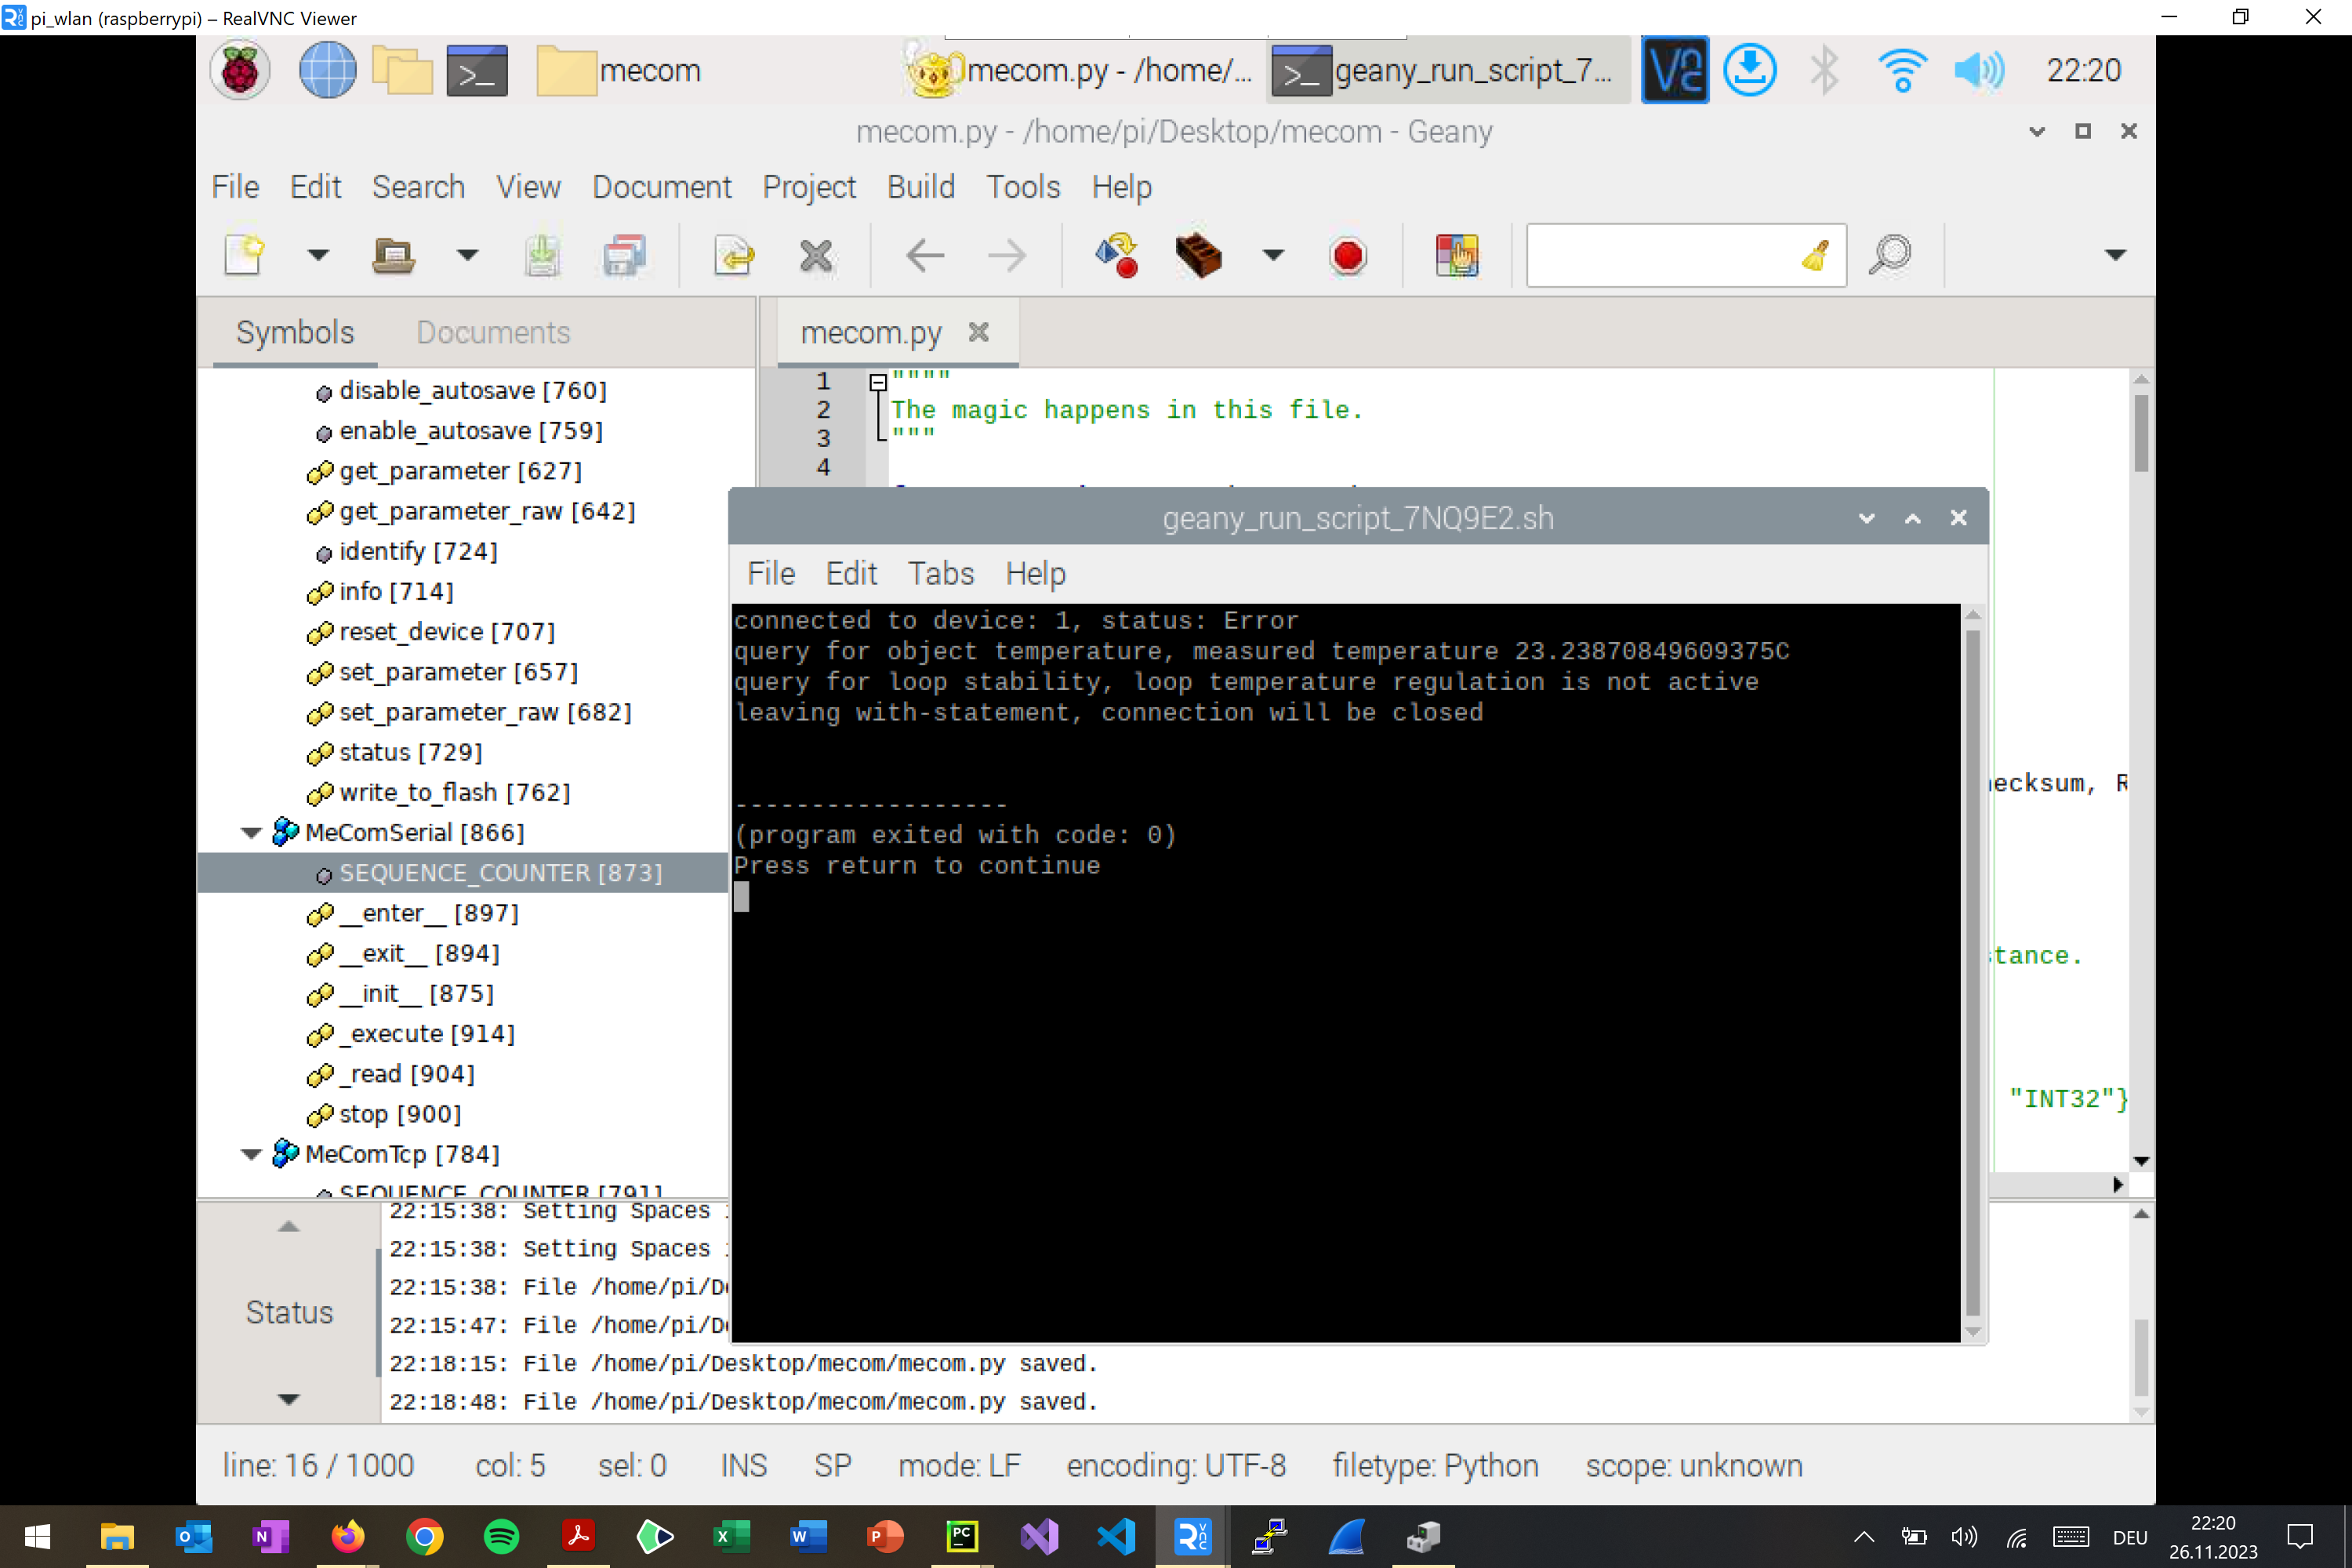 pi_wlan (raspberrypi) – RealVNC Viewer
mecom
mecom.py - /home/...
geany_run_script_7...
22:20
mecom.py - /home/pi/Desktop/mecom - Geany
File Edit Search View Document Project Build Tools Help
Symbols Documents
mecom.py
disable_autosave [760]
enable_autosave [759]
get_parameter [627]
get_parameter_raw [642]
identify [724]
info [714]
reset_device [707]
set_parameter [657]
set_parameter_raw [682]
status [729]
write_to_flash [762]
MeComSerial [866]
SEQUENCE_COUNTER [873]
__enter__ [897]
__exit__ [894]
__init__ [875]
_execute [914]
_read [904]
stop [900]
MeComTcp [784]
SEQUENCE_COUNTER [791]
1 """"
2 The magic happens in this file.
3 """
4
ecksum, R
stance.
"INT32"}
geany_run_script_7NQ9E2.sh
File Edit Tabs Help
connected to device: 1, status: Error
query for object temperature, measured temperature 23.23870849609375C
query for loop stability, loop temperature regulation is not active
leaving with-statement, connection will be closed
------------------
(program exited with code: 0)
Press return to continue
Status
22:15:38: Setting Spaces
22:15:38: Setting Spaces
22:15:38: File /home/pi/De
22:15:47: File /home/pi/De
22:18:15: File /home/pi/Desktop/mecom/mecom.py saved.
22:18:48: File /home/pi/Desktop/mecom/mecom.py saved.
line: 16 / 1000 col: 5 sel: 0 INS SP mode: LF encoding: UTF-8 filetype: Python scope: unknown
DEU
22:20
26.11.2023